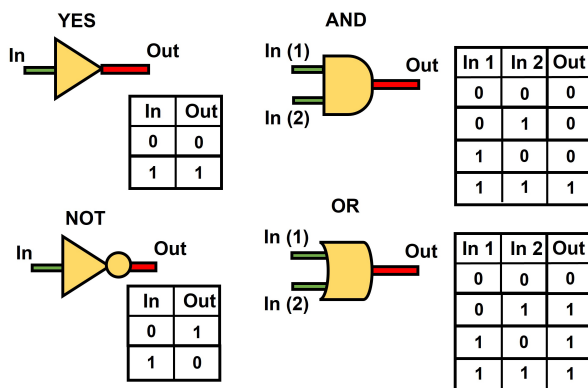 YES
In
Out
In Out
0 0
1 1
AND
In (1)
In (2)
Out
In 1 In 2 Out
0 0 0
0 1 0
1 0 0
1 1 1
NOT
In
Out
In Out
0 1
1 0
OR
In (1)
In (2)
Out
In 1 In 2 Out
0 0 0
0 1 1
1 0 1
1 1 1